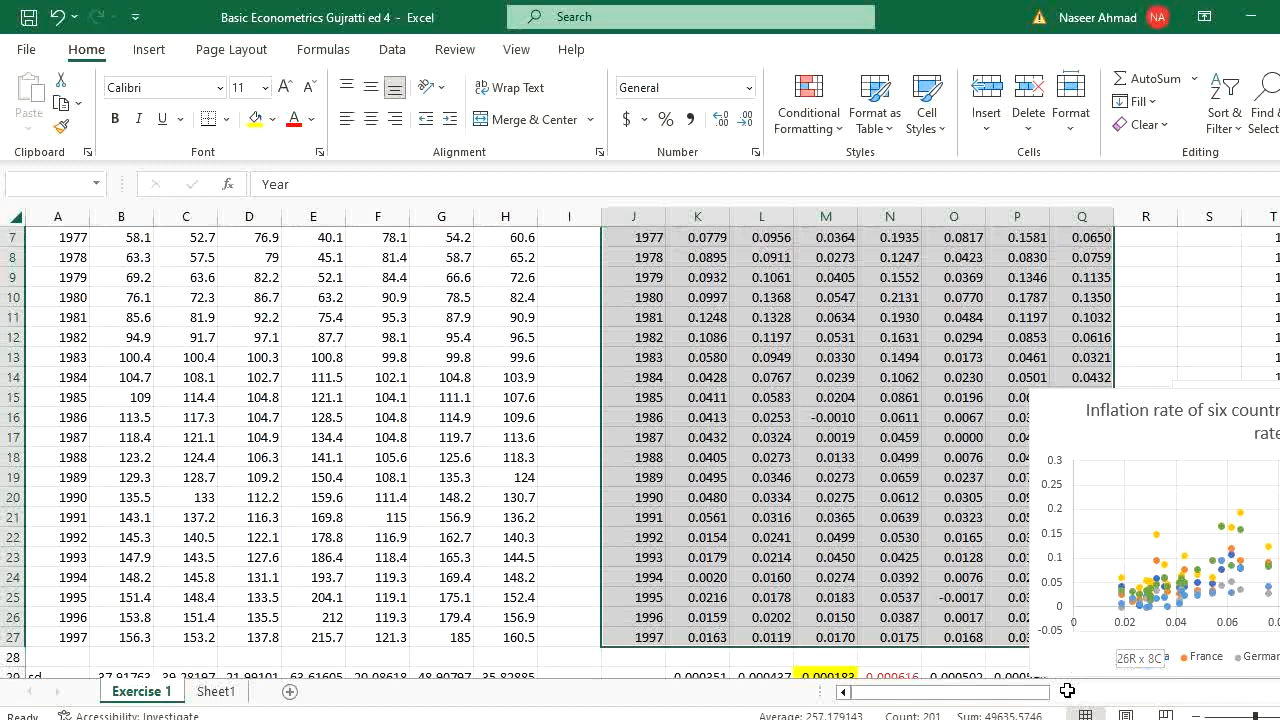 Basic Econometrics Gujratti ed 4 - Excel
Search
Naseer Ahmad
NA
File Home Insert Page Layout Formulas Data Review View Help
Paste
Calibri 11
B I U
Wrap Text
Merge & Center
General
$ % 9
Conditional Formatting
Format as Table
Cell Styles
Insert Delete Format
AutoSum
Fill
Clear
Sort & Filter
Find &
Clipboard Font Alignment Number Styles Cells Editing
fx Year
A B C D E F G H I J K L M N O P Q R S T
7 1977 58.1 52.7 76.9 40.1 78.1 54.2 60.6 1977 0.0779 0.0956 0.0364 0.1935 0.0817 0.1581 0.0650
8 1978 63.3 57.5 79 45.1 81.4 58.7 65.2 1978 0.0895 0.0911 0.0273 0.1247 0.0423 0.0830 0.0759
9 1979 69.2 63.6 82.2 52.1 84.4 66.6 72.6 1979 0.0932 0.1061 0.0405 0.1552 0.0369 0.1346 0.1135
10 1980 76.1 72.3 86.7 63.2 90.9 78.5 82.4 1980 0.0997 0.1368 0.0547 0.2131 0.0770 0.1787 0.1350
11 1981 85.6 81.9 92.2 75.4 95.3 87.9 90.9 1981 0.1248 0.1328 0.0634 0.1930 0.0484 0.1197 0.1032
12 1982 94.9 91.7 97.1 87.7 98.1 95.4 96.5 1982 0.1086 0.1197 0.0531 0.1631 0.0294 0.0853 0.0616
13 1983 100.4 100.4 100.3 100.8 99.8 99.8 99.6 1983 0.0580 0.0949 0.0330 0.1494 0.0173 0.0461 0.0321
14 1984 104.7 108.1 102.7 111.5 102.1 104.8 103.9 1984 0.0428 0.0767 0.0239 0.1062 0.0230 0.0501 0.0432
15 1985 109 114.4 104.8 121.1 104.1 111.1 107.6 1985 0.0411 0.0583 0.0204 0.0861 0.0196
16 1986 113.5 117.3 104.7 128.5 104.8 114.9 109.6 1986 0.0413 0.0253 -0.0010 0.0611 0.0067
17 1987 118.4 121.1 104.9 134.4 104.8 119.7 113.6 1987 0.0432 0.0324 0.0019 0.0459 0.0000
18 1988 123.2 124.4 106.3 141.1 105.6 125.6 118.3 1988 0.0405 0.0273 0.0133 0.0499 0.0076
19 1989 129.3 128.7 109.2 150.4 108.1 135.3 124 1989 0.0495 0.0346 0.0273 0.0659 0.0237
20 1990 135.5 133 112.2 159.6 111.4 148.2 130.7 1990 0.0480 0.0334 0.0275 0.0612 0.0305
21 1991 143.1 137.2 116.3 169.8 115 156.9 136.2 1991 0.0561 0.0316 0.0365 0.0639 0.0323
22 1992 145.3 140.5 122.1 178.8 116.9 162.7 140.3 1992 0.0154 0.0241 0.0499 0.0530 0.0165
23 1993 147.9 143.5 127.6 186.4 118.4 165.3 144.5 1993 0.0179 0.0214 0.0450 0.0425 0.0128
24 1994 148.2 145.8 131.1 193.7 119.3 169.4 148.2 1994 0.0020 0.0160 0.0274 0.0392 0.0076
25 1995 151.4 148.4 133.5 204.1 119.1 175.1 152.4 1995 0.0216 0.0178 0.0183 0.0537 -0.0017
26 1996 153.8 151.4 135.5 212 119.3 179.4 156.9 1996 0.0159 0.0202 0.0150 0.0387 0.0017
27 1997 156.3 153.2 137.8 215.7 121.3 185 160.5 1997 0.0163 0.0119 0.0170 0.0175 0.0168
28
Inflation rate of six
0.3
0.25
0.2
0.15
0.1
0.05
0
-0.05
0 0.02 0.04 0.06
France
26R x 8C
Exercise 1 Sheet1
Ready Accessibility: Investigate Average: 257.179143 Count: 201 Sum: 49635.5746